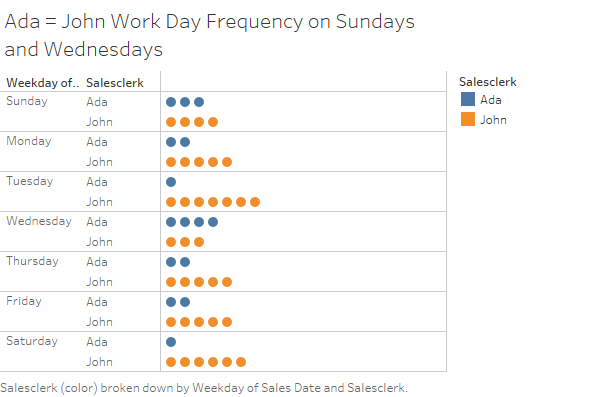 Ada = John Work Day Frequency on Sundays
and Wednesdays
Weekday of.. Salesclerk
Sunday Ada
John
Monday Ada
John
Tuesday Ada
John
Wednesday Ada
John
Thursday Ada
John
Friday Ada
John
Saturday Ada
John
Salesclerk
Ada
John
Salesclerk (color) broken down by Weekday of Sales Date and Salesclerk.